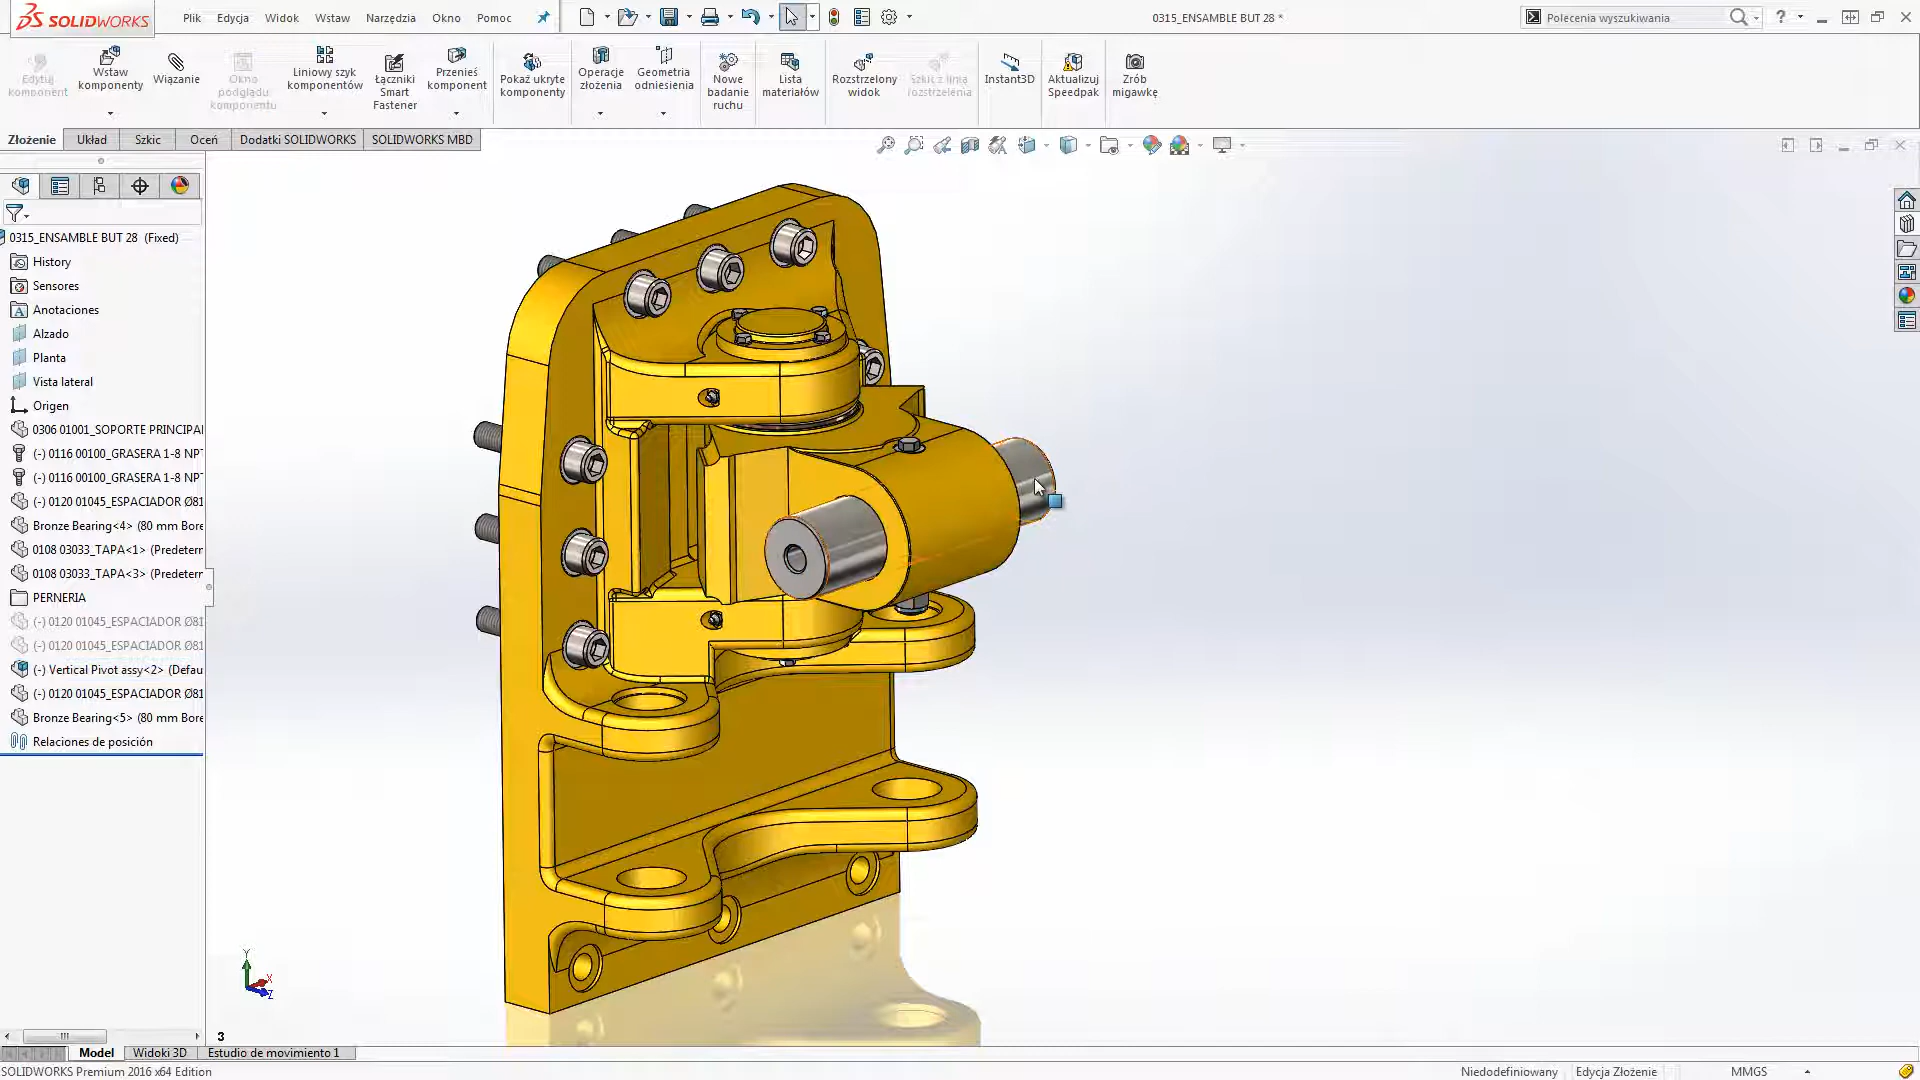 SOLIDWORKS
Plik Edycja Widok Wstaw Narzędzia Okno Pomoc
0315_ENSAMBLE BUT 28 *
Polecenia wyszukiwania
Edytuj komponent
Wstaw komponenty
Wiązanie
Okno podglądu komponentu
Liniowy szyk komponentów
Łączniki Smart Fastener
Przenieś komponent
Pokaż ukryte komponenty
Operacje złożenia
Geometria odniesienia
Nowe badanie ruchu
Lista materiałów
Rozstrzelony widok
Szkic z linią rozstrzelenia
Instant3D
Aktualizuj Speedpak
Zrób migawkę
Złożenie Układ Szkic Oceń Dodatki SOLIDWORKS SOLIDWORKS MBD
0315_ENSAMBLE BUT 28 (Fixed)
History
Sensores
Anotaciones
Alzado
Planta
Vista lateral
Origen
0306 01001_SOPORTE PRINCIPAL
(-) 0116 00100_GRASERA 1-8 NPT
(-) 0116 00100_GRASERA 1-8 NPT
(-) 0120 01045_ESPACIADOR Ø81
Bronze Bearing<4> (80 mm Bore
0108 03033_TAPA<1> (Predetern
0108 03033_TAPA<3> (Predetern
PERNERIA
(-) 0120 01045_ESPACIADOR Ø81
(-) 0120 01045_ESPACIADOR Ø81
(-) Vertical Pivot assy<2> (Defau
(-) 0120 01045_ESPACIADOR Ø81
Bronze Bearing<5> (80 mm Bore
Relaciones de posición
Y
X
Z
3
Model Widoki 3D Estudio de movimiento 1
SOLIDWORKS Premium 2016 x64 Edition
Niedodefiniowany Edycja Złożenie MMGS